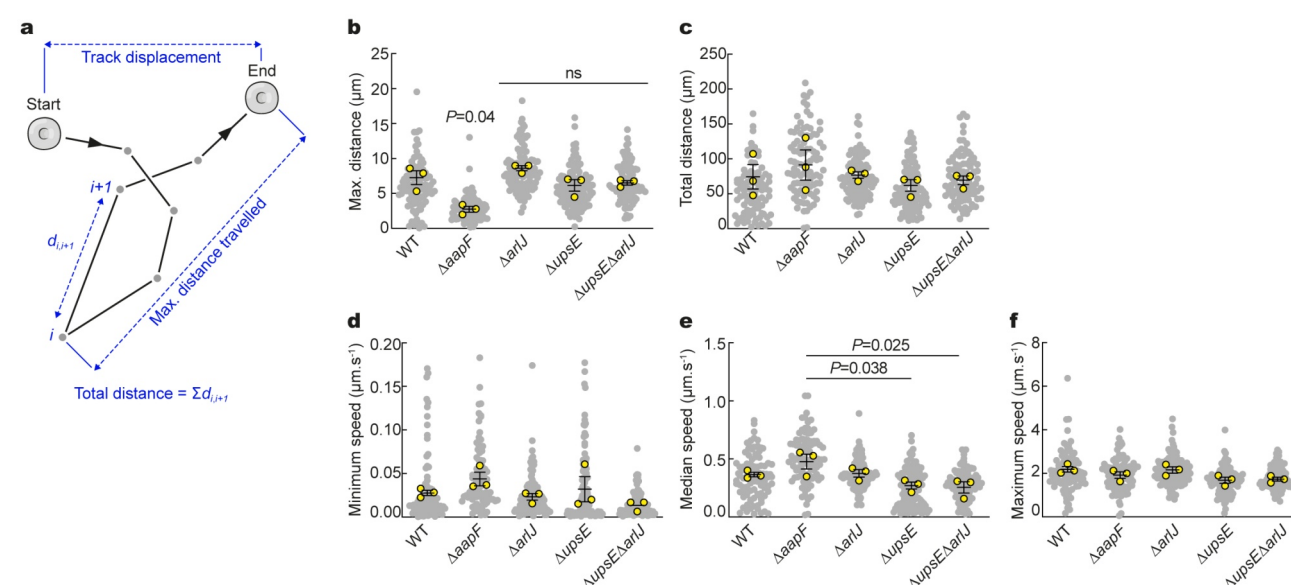 a
Track displacement
Start
End
i+1
d i,i+1
i
Max. distance travelled
Total distance = Σd i,i+1
b
Max. distance (μm)
25
20
15
10
5
0
P=0.04
ns
WT
ΔaapF
ΔarlJ
ΔupsE
ΔupsEΔarlJ
c
Total distance (μm)
250
200
150
100
50
0
WT
ΔaapF
ΔarlJ
ΔupsE
ΔupsEΔarlJ
d
Minimum speed (μm.s⁻¹)
0.20
0.15
0.10
0.05
0.00
WT
ΔaapF
ΔarlJ
ΔupsE
ΔupsEΔarlJ
e
Median speed (μm.s⁻¹)
1.5
1.0
0.5
0.0
P=0.025
P=0.038
WT
ΔaapF
ΔarlJ
ΔupsE
ΔupsEΔarlJ
f
Maximum speed (μm.s⁻¹)
8
6
4
2
0
WT
ΔaapF
ΔarlJ
ΔupsE
ΔupsEΔarlJ